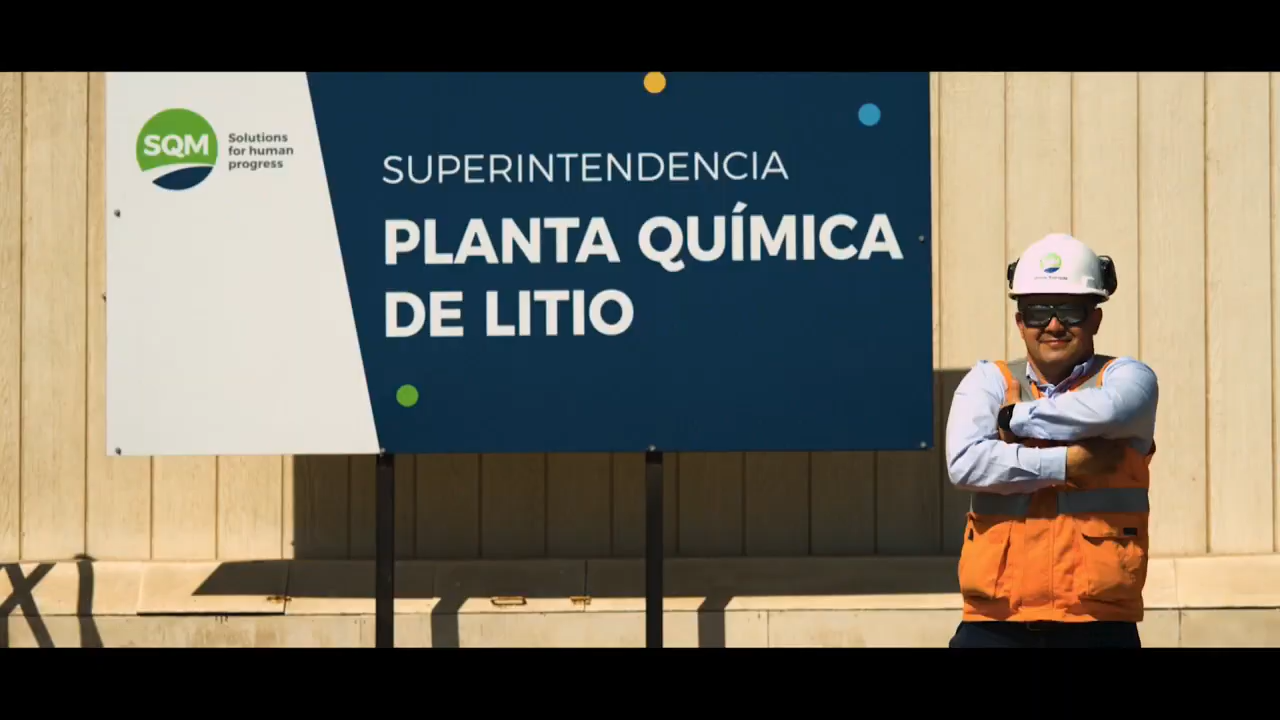 SQM
Solutions
for human
progress
SUPERINTENDENCIA
PLANTA QUÍMICA
DE LITIO